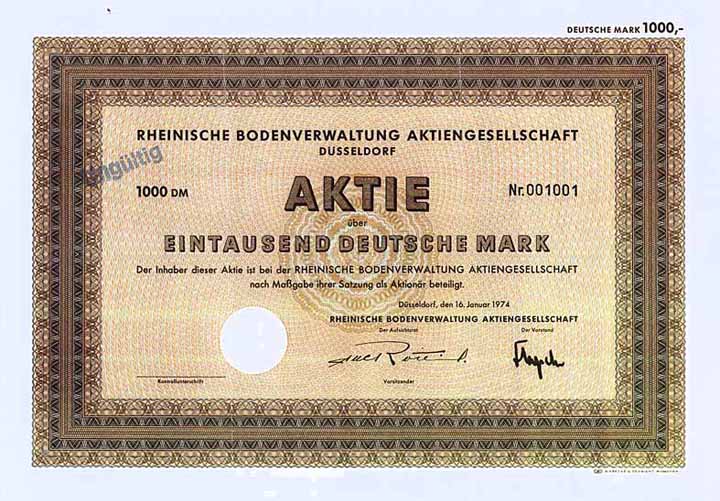 DEUTSCHE MARK 1000,-
RHEINISCHE BODENVERWALTUNG AKTIENGESELLSCHAFT
DÜSSELDORF
Ungültig
1000 DM AKTIE Nr. 001001
über
EINTAUSEND DEUTSCHE MARK
Der Inhaber dieser Aktie ist bei der RHEINISCHE BODENVERWALTUNG AKTIENGESELLSCHAFT
nach Maßgabe ihrer Satzung als Aktionär beteiligt.
Düsseldorf, den 16. Januar 1974
RHEINISCHE BODENVERWALTUNG AKTIENGESELLSCHAFT
Der Aufsichtsrat Der Vorstand
Kontrollunterschrift Vorsitzender